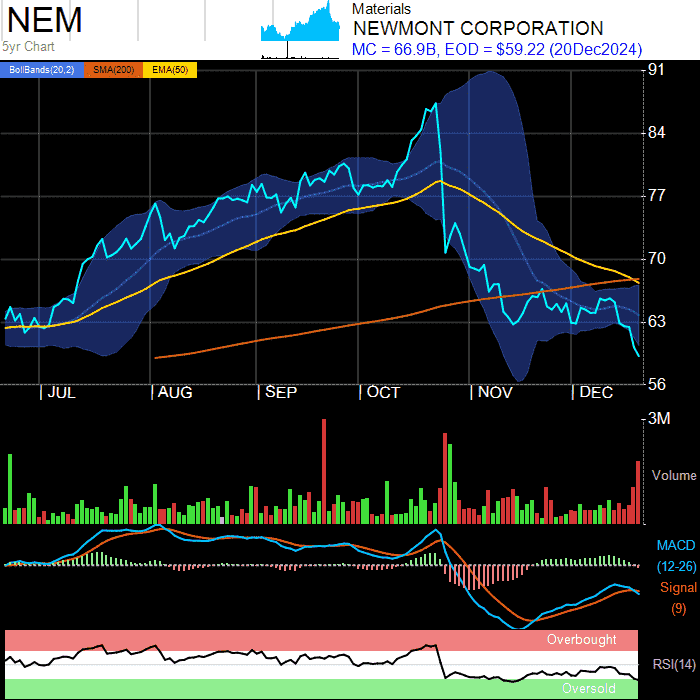 NEM
5yr Chart
Materials
NEWMONT CORPORATION
MC = 66.9B, EOD = $59.22 (20Dec2024)
BollBands(20,2) SMA(200) EMA(50)
91
84
77
70
63
56
JUL AUG SEP OCT NOV DEC
3M
Volume
MACD
(12-26)
Signal
(9)
Overbought
RSI(14)
Oversold